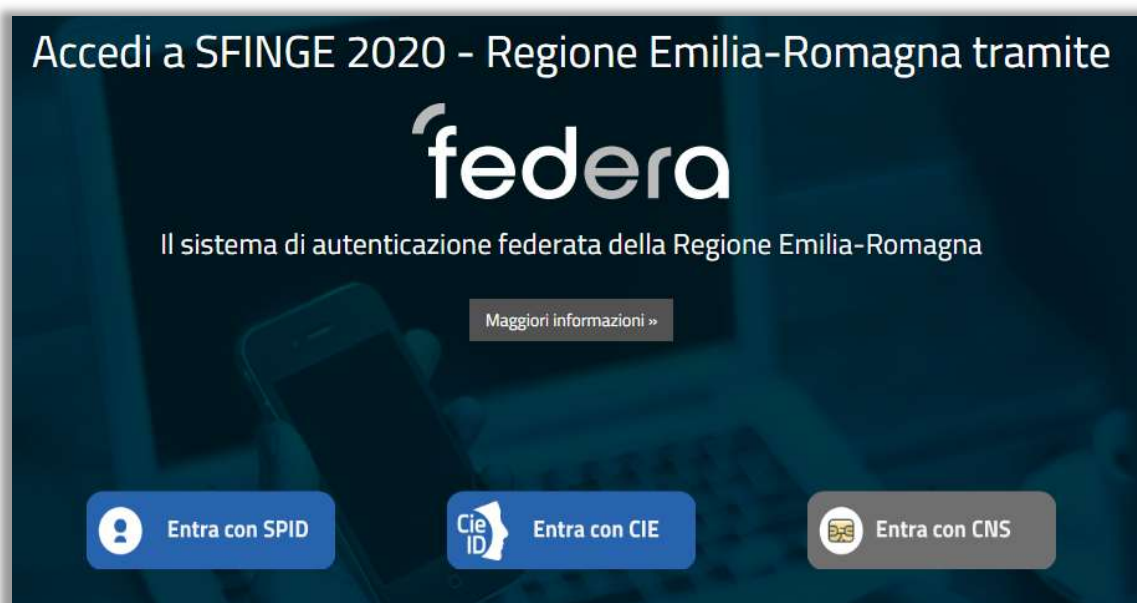 Accedi a SFINGE 2020 - Regione Emilia-Romagna tramite
federa
Il sistema di autenticazione federata della Regione Emilia-Romagna
Maggiori informazioni »
Entra con SPID
Cie
ID
Entra con CIE
Entra con CNS